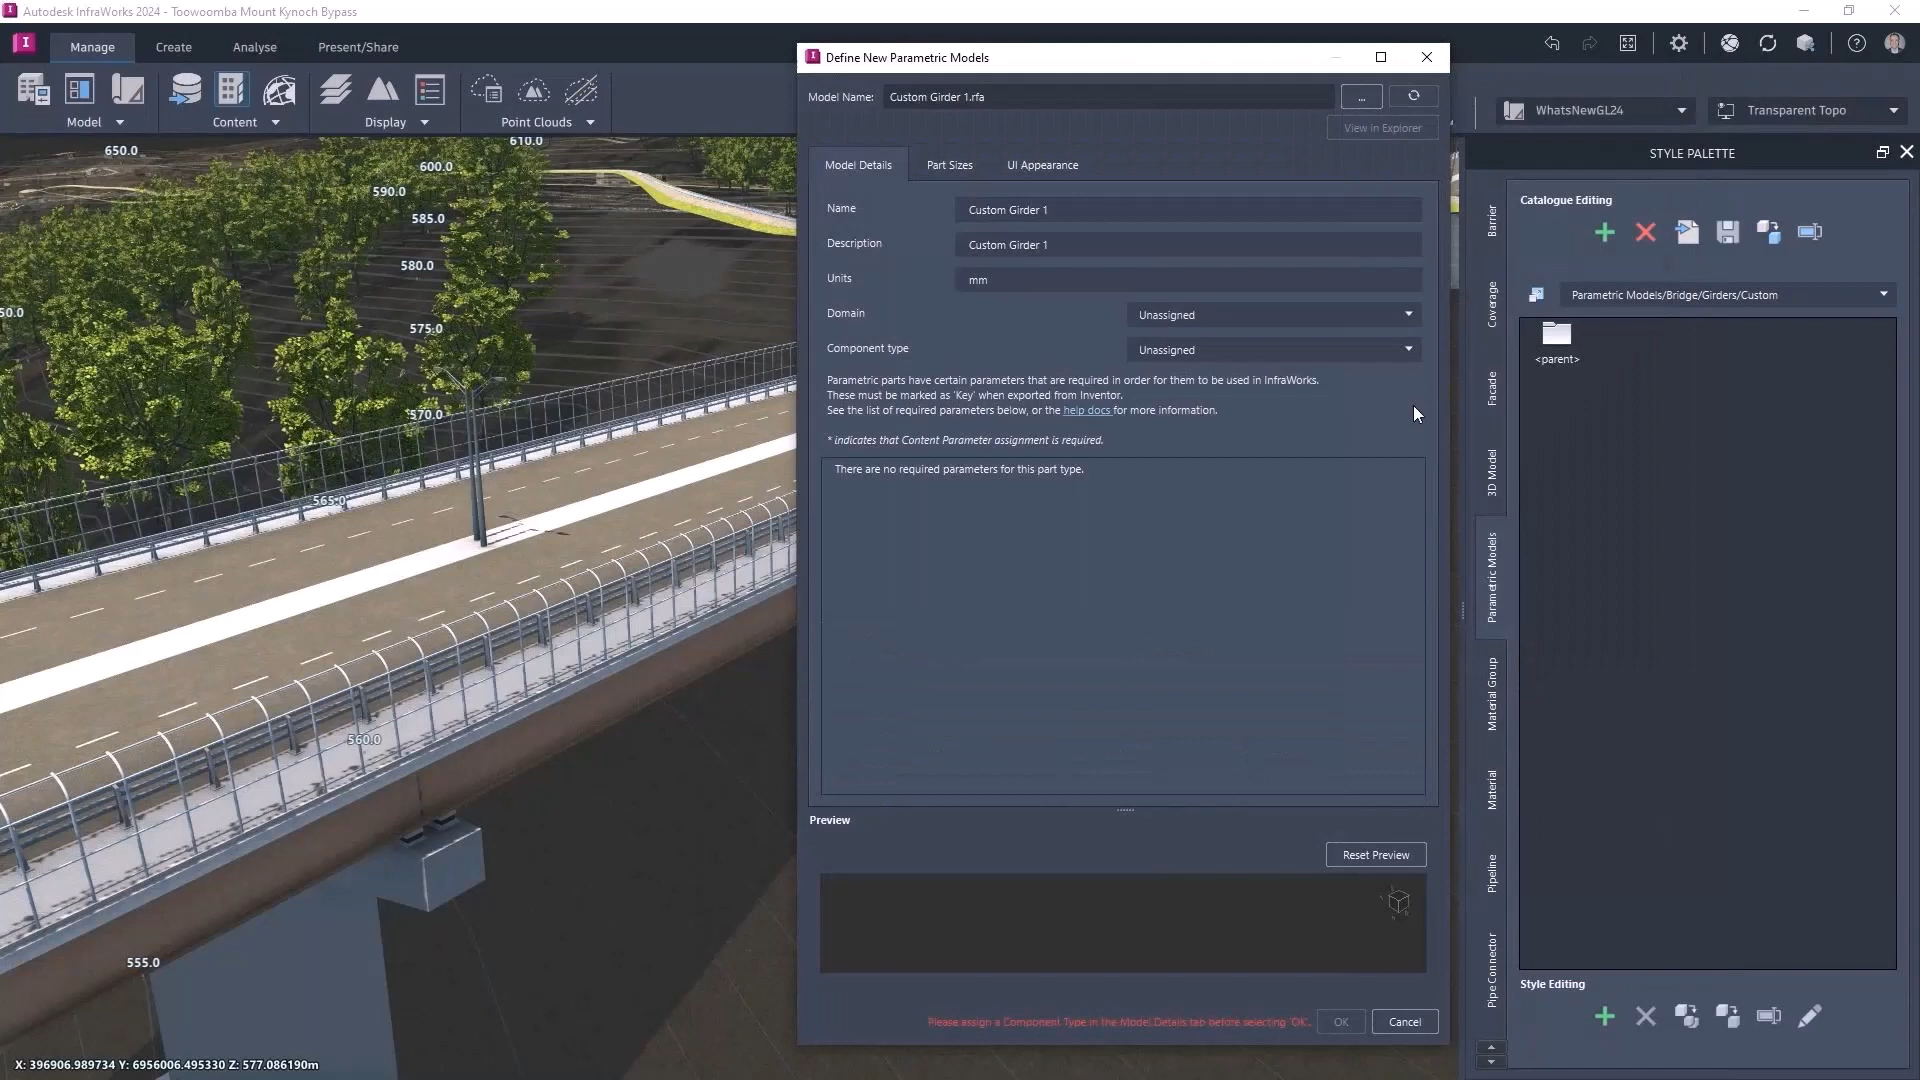 Autodesk InfraWorks 2024 - Toowoomba Mount Kynoch Bypass
Manage
Create
Analyse
Present/Share
Model
Content
Display
Point Clouds
WhatsNewGL24
Transparent Topo
Define New Parametric Models
Model Name:
Custom Girder 1.rfa
...
View in Explorer
Model Details
Part Sizes
UI Appearance
Name
Custom Girder 1
Description
Custom Girder 1
Units
mm
Domain
Unassigned
Component type
Unassigned
Parametric parts have certain parameters that are required in order for them to be used in InfraWorks.
These must be marked as 'Key' when exported from Inventor.
See the list of required parameters below, or the help docs for more information.
* indicates that Content Parameter assignment is required.
There are no required parameters for this part type.
Preview
Reset Preview
Please assign a Component Type in the Model Details tab before selecting 'OK'.
OK
Cancel
STYLE PALETTE
Catalogue Editing
Parametric Models/Bridge/Girders/Custom
<parent>
Barrier
Coverage
Facade
3D Model
Parametric Models
Material Group
Material
Pipeline
Pipe Connector
Style Editing
650.0
610.0
600.0
590.0
585.0
580.0
50.0
575.0
570.0
565.0
560.0
555.0
X: 396906.989734 Y: 6956006.495330 Z: 577.086190m